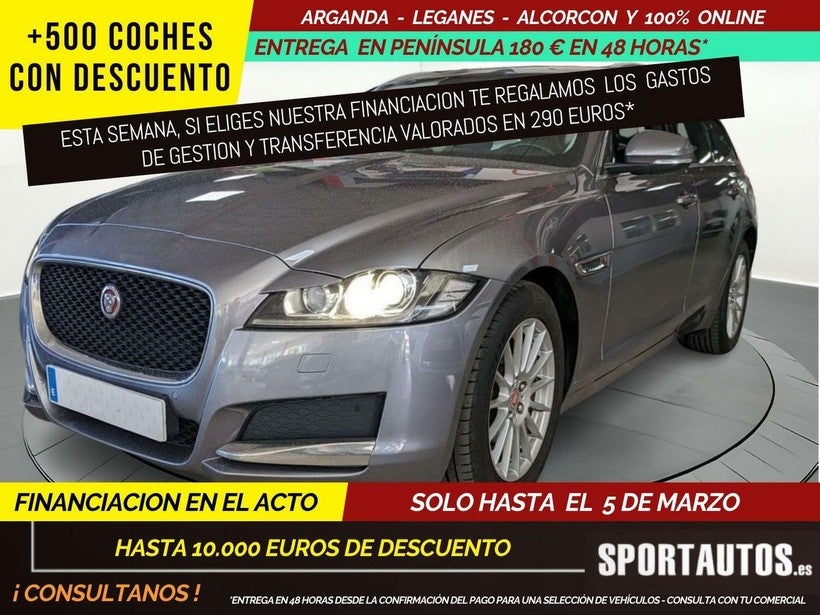 +500 COCHES
CON DESCUENTO
ARGANDA - LEGANES - ALCORCON Y 100% ONLINE
ENTREGA EN PENÍNSULA 180 € EN 48 HORAS*
ESTA SEMANA, SI ELIGES NUESTRA FINANCIACION TE REGALAMOS LOS GASTOS
DE GESTION Y TRANSFERENCIA VALORADOS EN 290 EUROS*
E
FINANCIACION EN EL ACTO
SOLO HASTA EL 5 DE MARZO
HASTA 10.000 EUROS DE DESCUENTO
SPORTAUTOS.es
¡ CONSULTANOS !
*ENTREGA EN 48 HORAS DESDE LA CONFIRMACIÓN DEL PAGO PARA UNA SELECCIÓN DE VEHÍCULOS - CONSULTA CON TU COMERCIAL